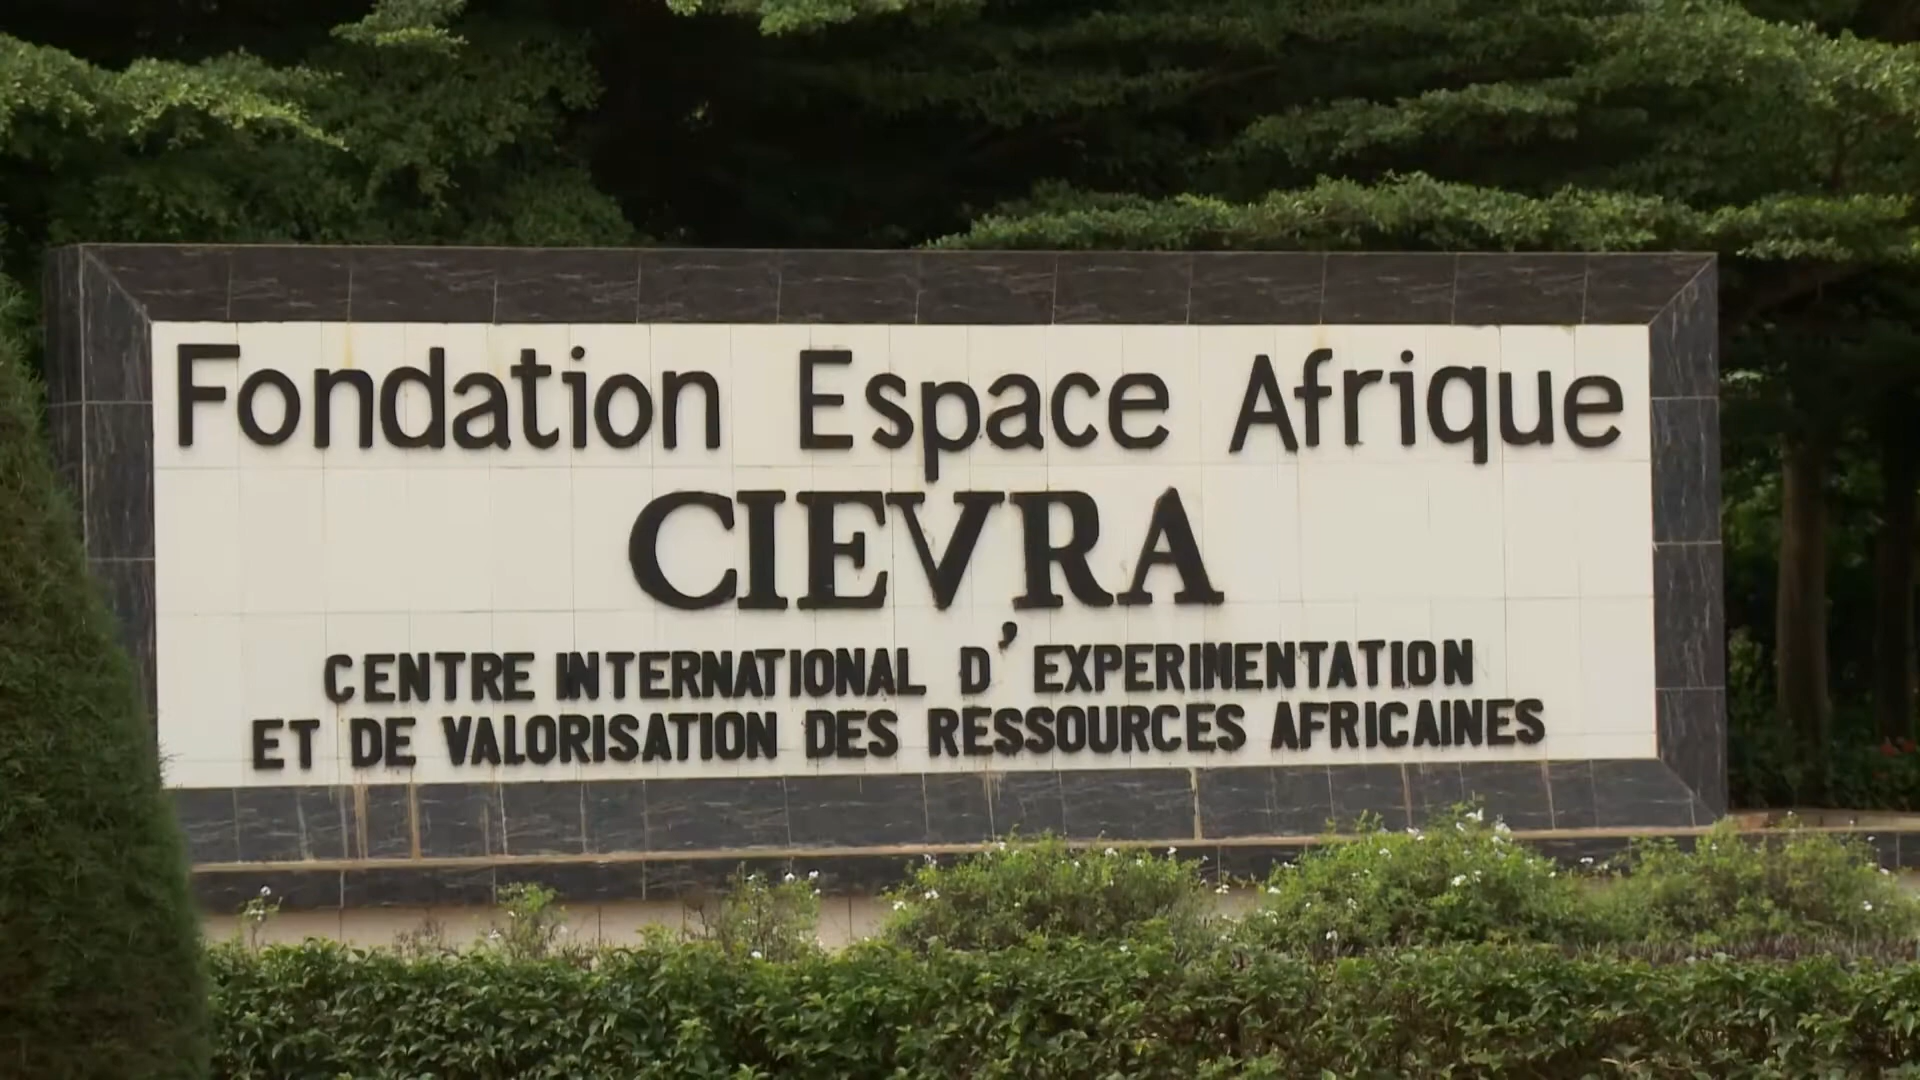 Fondation Espace Afrique
CIEVRA
CENTRE INTERNATIONAL D'EXPERIMENTATION
ET DE VALORISATION DES RESSOURCES AFRICAINES